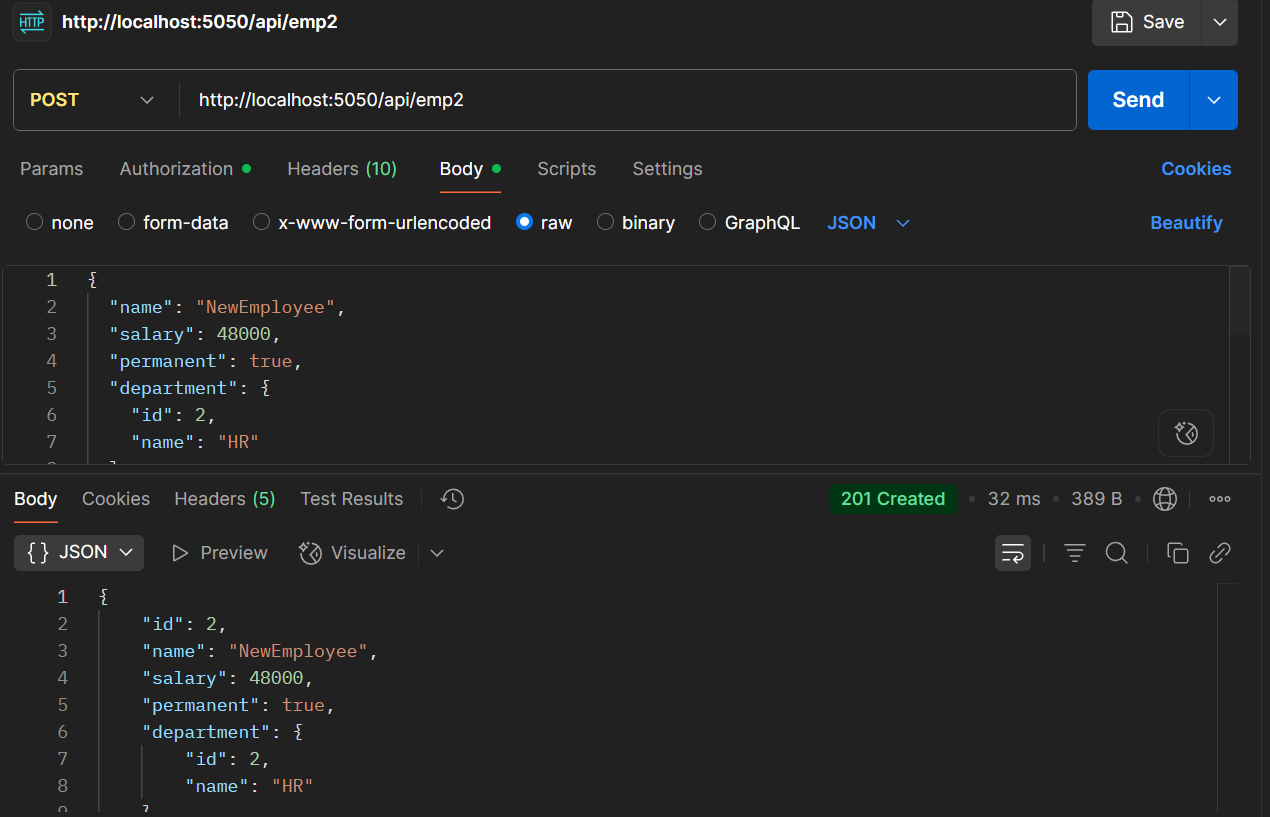 HTTP http://localhost:5050/api/emp2 Save
POST http://localhost:5050/api/emp2 Send
Params Authorization Headers (10) Body Scripts Settings Cookies
none form-data x-www-form-urlencoded raw binary GraphQL JSON Beautify
1 {
2 "name": "NewEmployee",
3 "salary": 48000,
4 "permanent": true,
5 "department": {
6 "id": 2,
7 "name": "HR"
Body Cookies Headers (5) Test Results 201 Created • 32 ms • 389 B •
{} JSON Preview Visualize
1 {
2 "id": 2,
3 "name": "NewEmployee",
4 "salary": 48000,
5 "permanent": true,
6 "department": {
7 "id": 2,
8 "name": "HR"
9 }